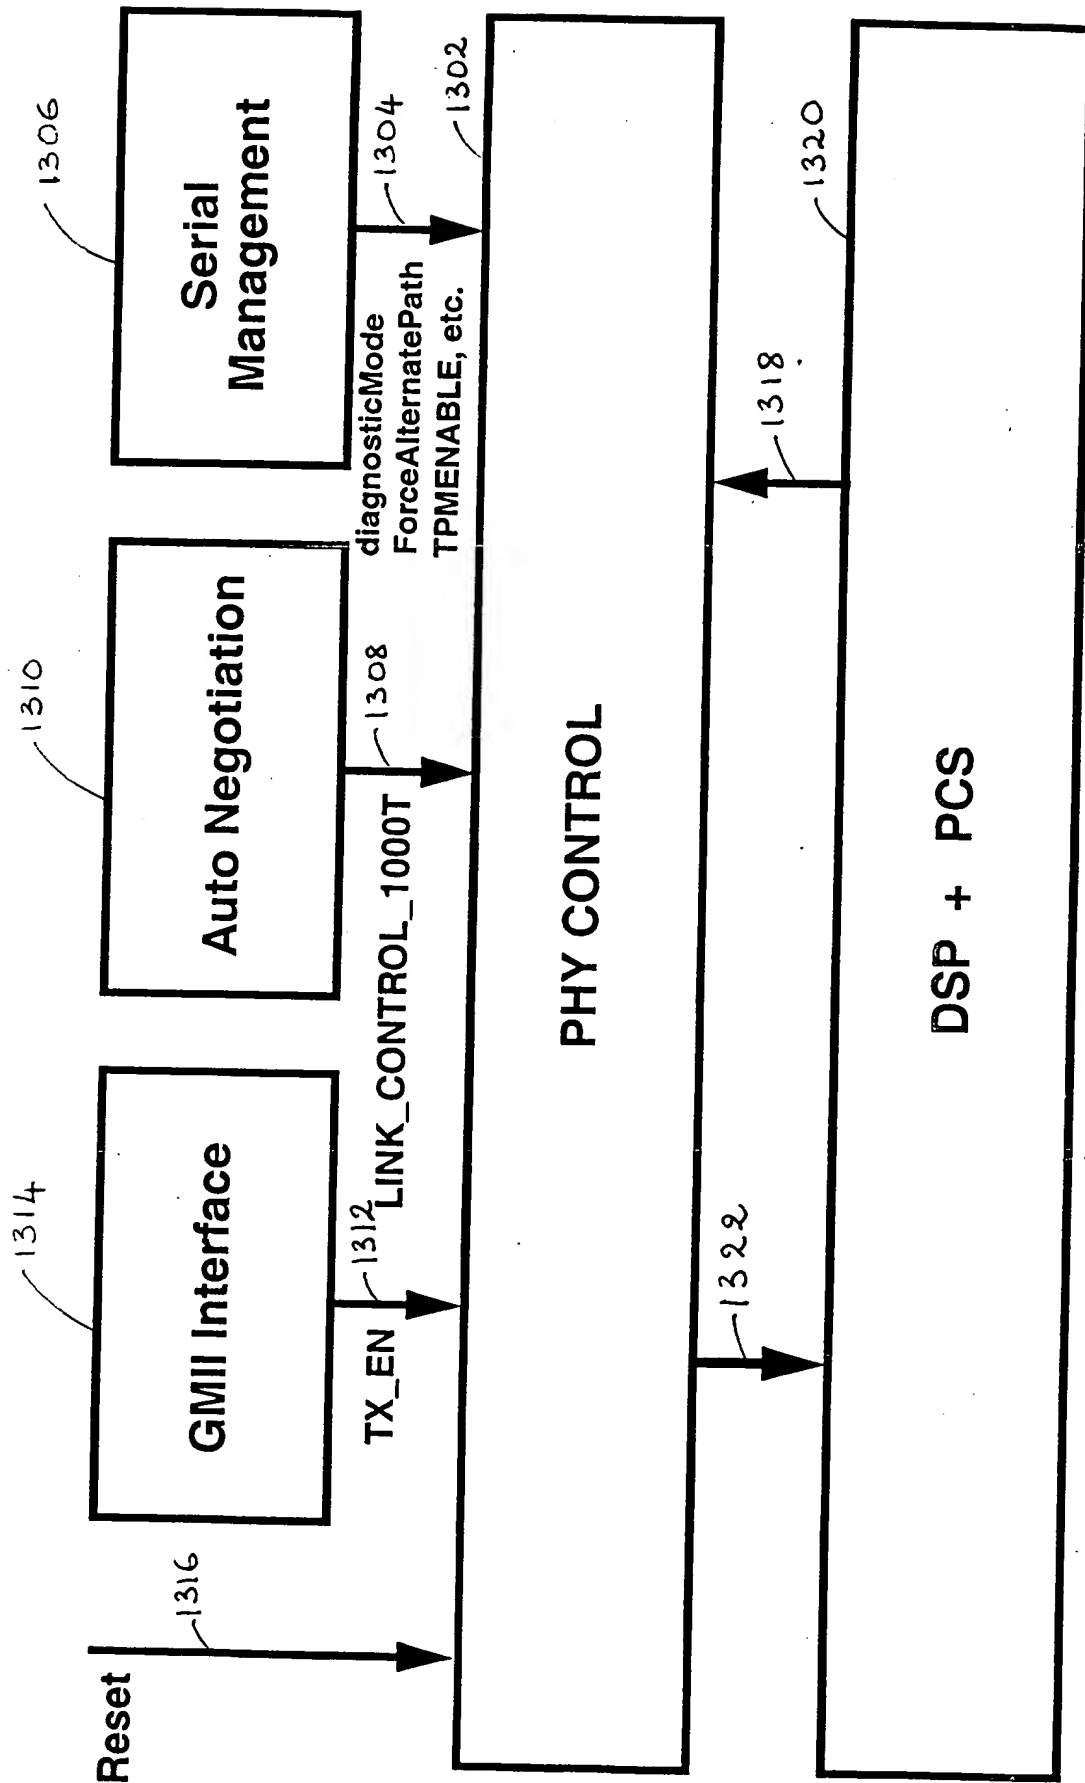 1314
1310
1306
Reset
1316
GMII Interface
Auto Negotiation
Serial
Management
TX_EN
1312
LINK_CONTROL_1000T
1308
diagnosticMode
ForceAlternatePath
TPMENABLE, etc.
1304
1302
PHY CONTROL
1322
1318
1320
DSP + PCS